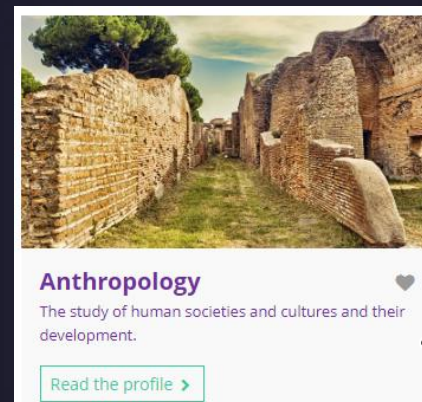 Anthropology
The study of human societies and cultures and their
development.
Read the profile >